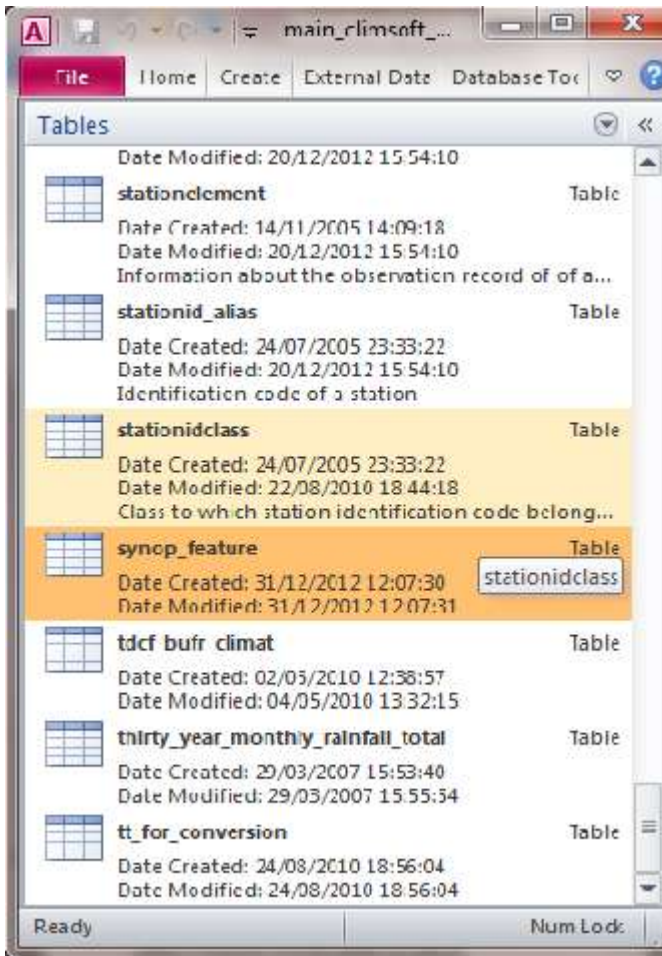 A main_climsoft_...
File Home Create External Data Database Too
Tables
Date Modified: 20/12/2012 15:54:10
stationelement Table
Date Created: 14/11/2005 14:09:18
Date Modified: 20/12/2012 15:54:10
Information about the observation record of of a...
stationid_alias Table
Date Created: 24/07/2005 23:33:22
Date Modified: 20/12/2012 15:54:10
Identification code of a station
stationidclass Table
Date Created: 24/07/2005 23:33:22
Date Modified: 22/08/2010 18:44:18
Class to which station identification code belong...
synop_feature Table
Date Created: 31/12/2012 12:07:30
stationidclass
Date Modified: 31/12/2012 12:07:31
tdcf_bufr_climat Table
Date Created: 02/05/2010 12:38:57
Date Modified: 04/05/2010 13:32:15
thirty_year_monthly_rainfall_total Table
Date Created: 29/03/2007 15:53:40
Date Modified: 29/03/2007 15:55:54
tt_for_conversion Table
Date Created: 24/08/2010 18:56:04
Date Modified: 24/08/2010 18:56:04
Ready Num Lock